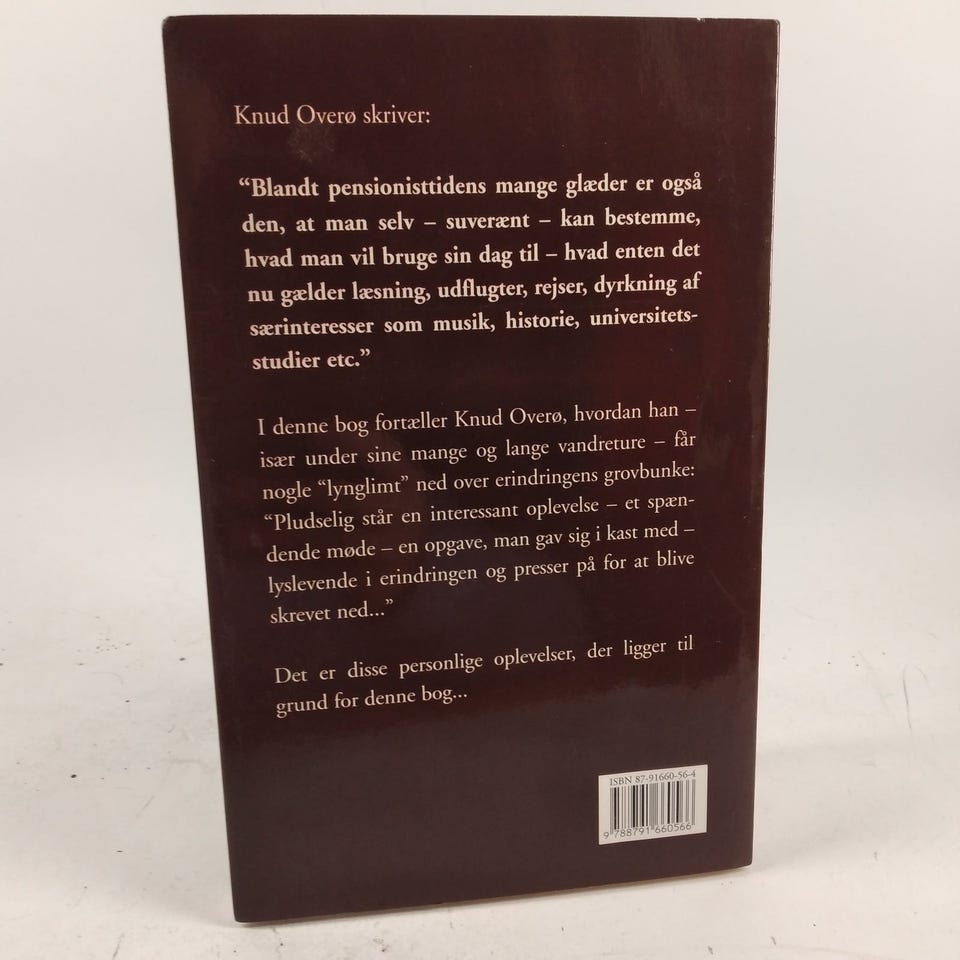 Knud Overø skriver:
“Blandt pensionisttidens mange glæder er også
den, at man selv – suverænt – kan bestemme,
hvad man vil bruge sin dag til – hvad enten det
nu gælder læsning, udflugter, rejser, dyrkning af
særinteresser som musik, historie, universitets-
studier etc.”
I denne bog fortæller Knud Overø, hvordan han –
især under sine mange og lange vandreture – får
nogle “lynglimt” ned over erindringens grovbunke:
“Pludselig står en interessant oplevelse – et spæn-
dende møde – en opgave, man gav sig i kast med –
lyslevende i erindringen og presser på for at blive
skrevet ned...”
Det er disse personlige oplevelser, der ligger til
grund for denne bog...
ISBN 87-91660-56-4
9 788791 660566